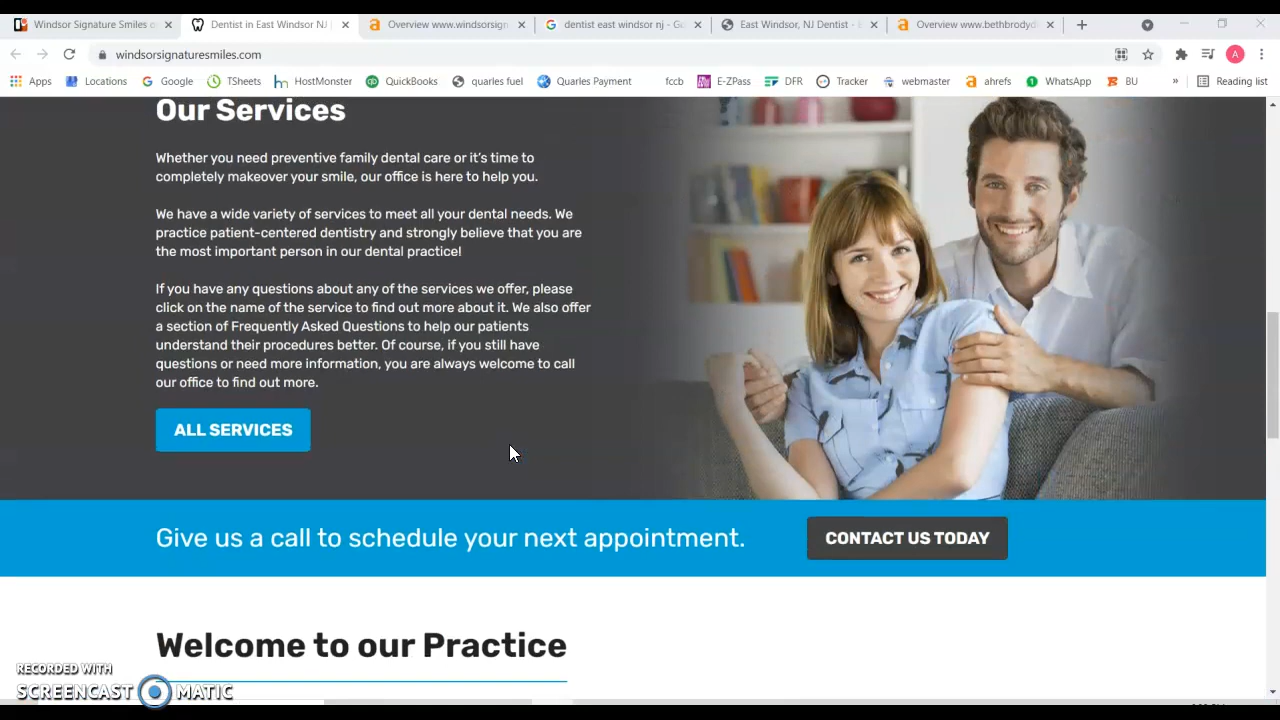 Windsor Signature Smiles o
Dentist in East Windsor NJ
Overview www.windsorsign
dentist east windsor nj - Go
East Windsor, NJ Dentist - B
Overview www.bethbrodyd
windsorsignaturesmiles.com
A
Apps
Locations
Google
TSheets
HostMonster
QuickBooks
quarles fuel
Quarles Payment
fccb
E-ZPass
DFR
Tracker
webmaster
ahrefs
WhatsApp
BU
»
Reading list
Our Services
Whether you need preventive family dental care or it's time to
completely makeover your smile, our office is here to help you.
We have a wide variety of services to meet all your dental needs. We
practice patient-centered dentistry and strongly believe that you are
the most important person in our dental practice!
If you have any questions about any of the services we offer, please
click on the name of the service to find out more about it. We also offer
a section of Frequently Asked Questions to help our patients
understand their procedures better. Of course, if you still have
questions or need more information, you are always welcome to call
our office to find out more.
ALL SERVICES
Give us a call to schedule your next appointment.
CONTACT US TODAY
Welcome to our Practice
RECORDED WITH
SCREENCAST MATIC